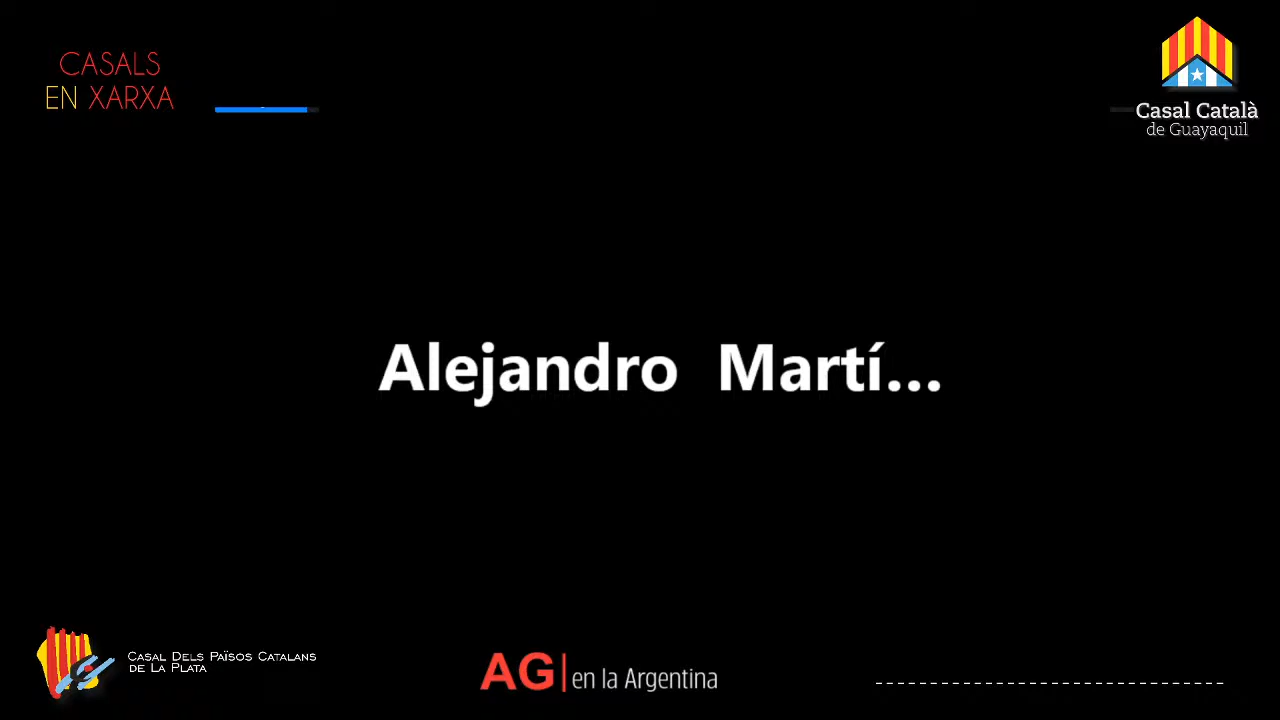 CASALS
EN XARXA
Casal Català
de Guayaquil
Alejandro Martí...
CASAL DELS PAÏSOS CATALANS
DE LA PLATA
AG| en la Argentina